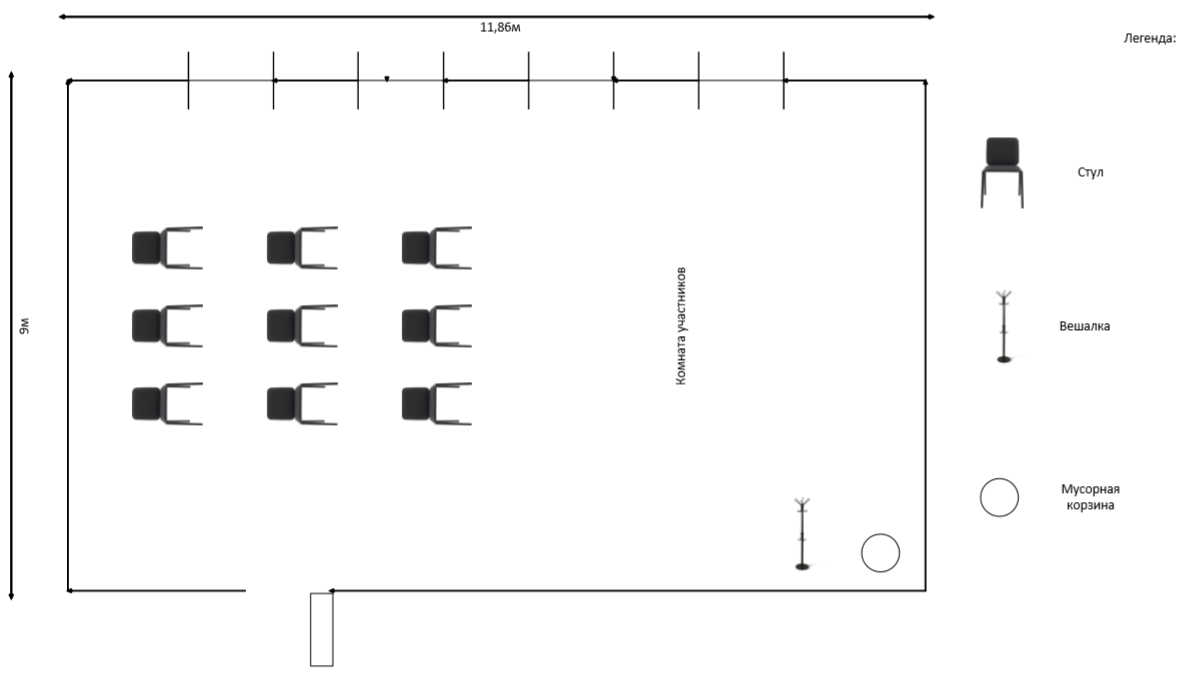 11,86м
Легенда:
Стул
9м
Комната участников
Вешалка
Мусорная
корзина